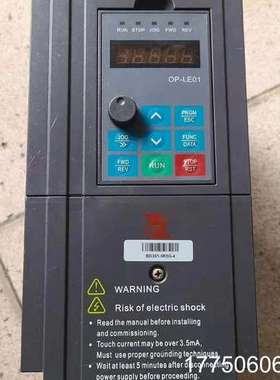 RUN STOP JOG FWD REV
OP-LE01
PRGM
ESC
JOG
FUNC
DATA
FWD
REV
RUN
STOP
RST
WARNING
Risk of electric shock
● Read the manual before installing and
commissioning.
● Touch current may be over 3.5mA,
Must use proper grounding techniques.
● Wait at least 5 minutes after disconnecting
power supply before proceeding.
17750606